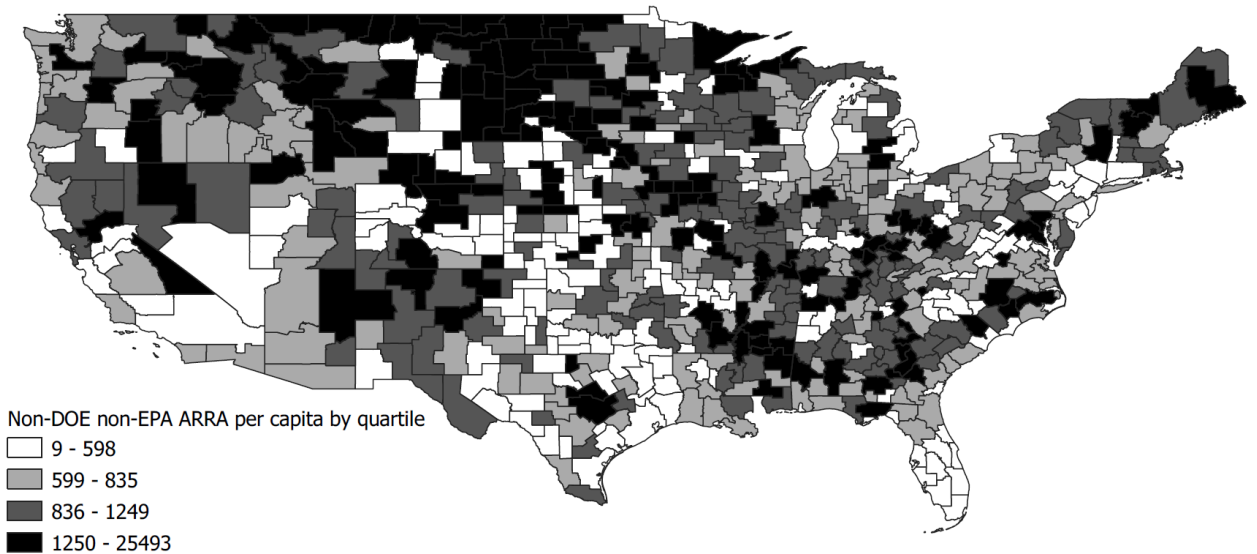 Non-DOE non-EPA ARRA per capita by quartile
9 - 598
599 - 835
836 - 1249
1250 - 25493